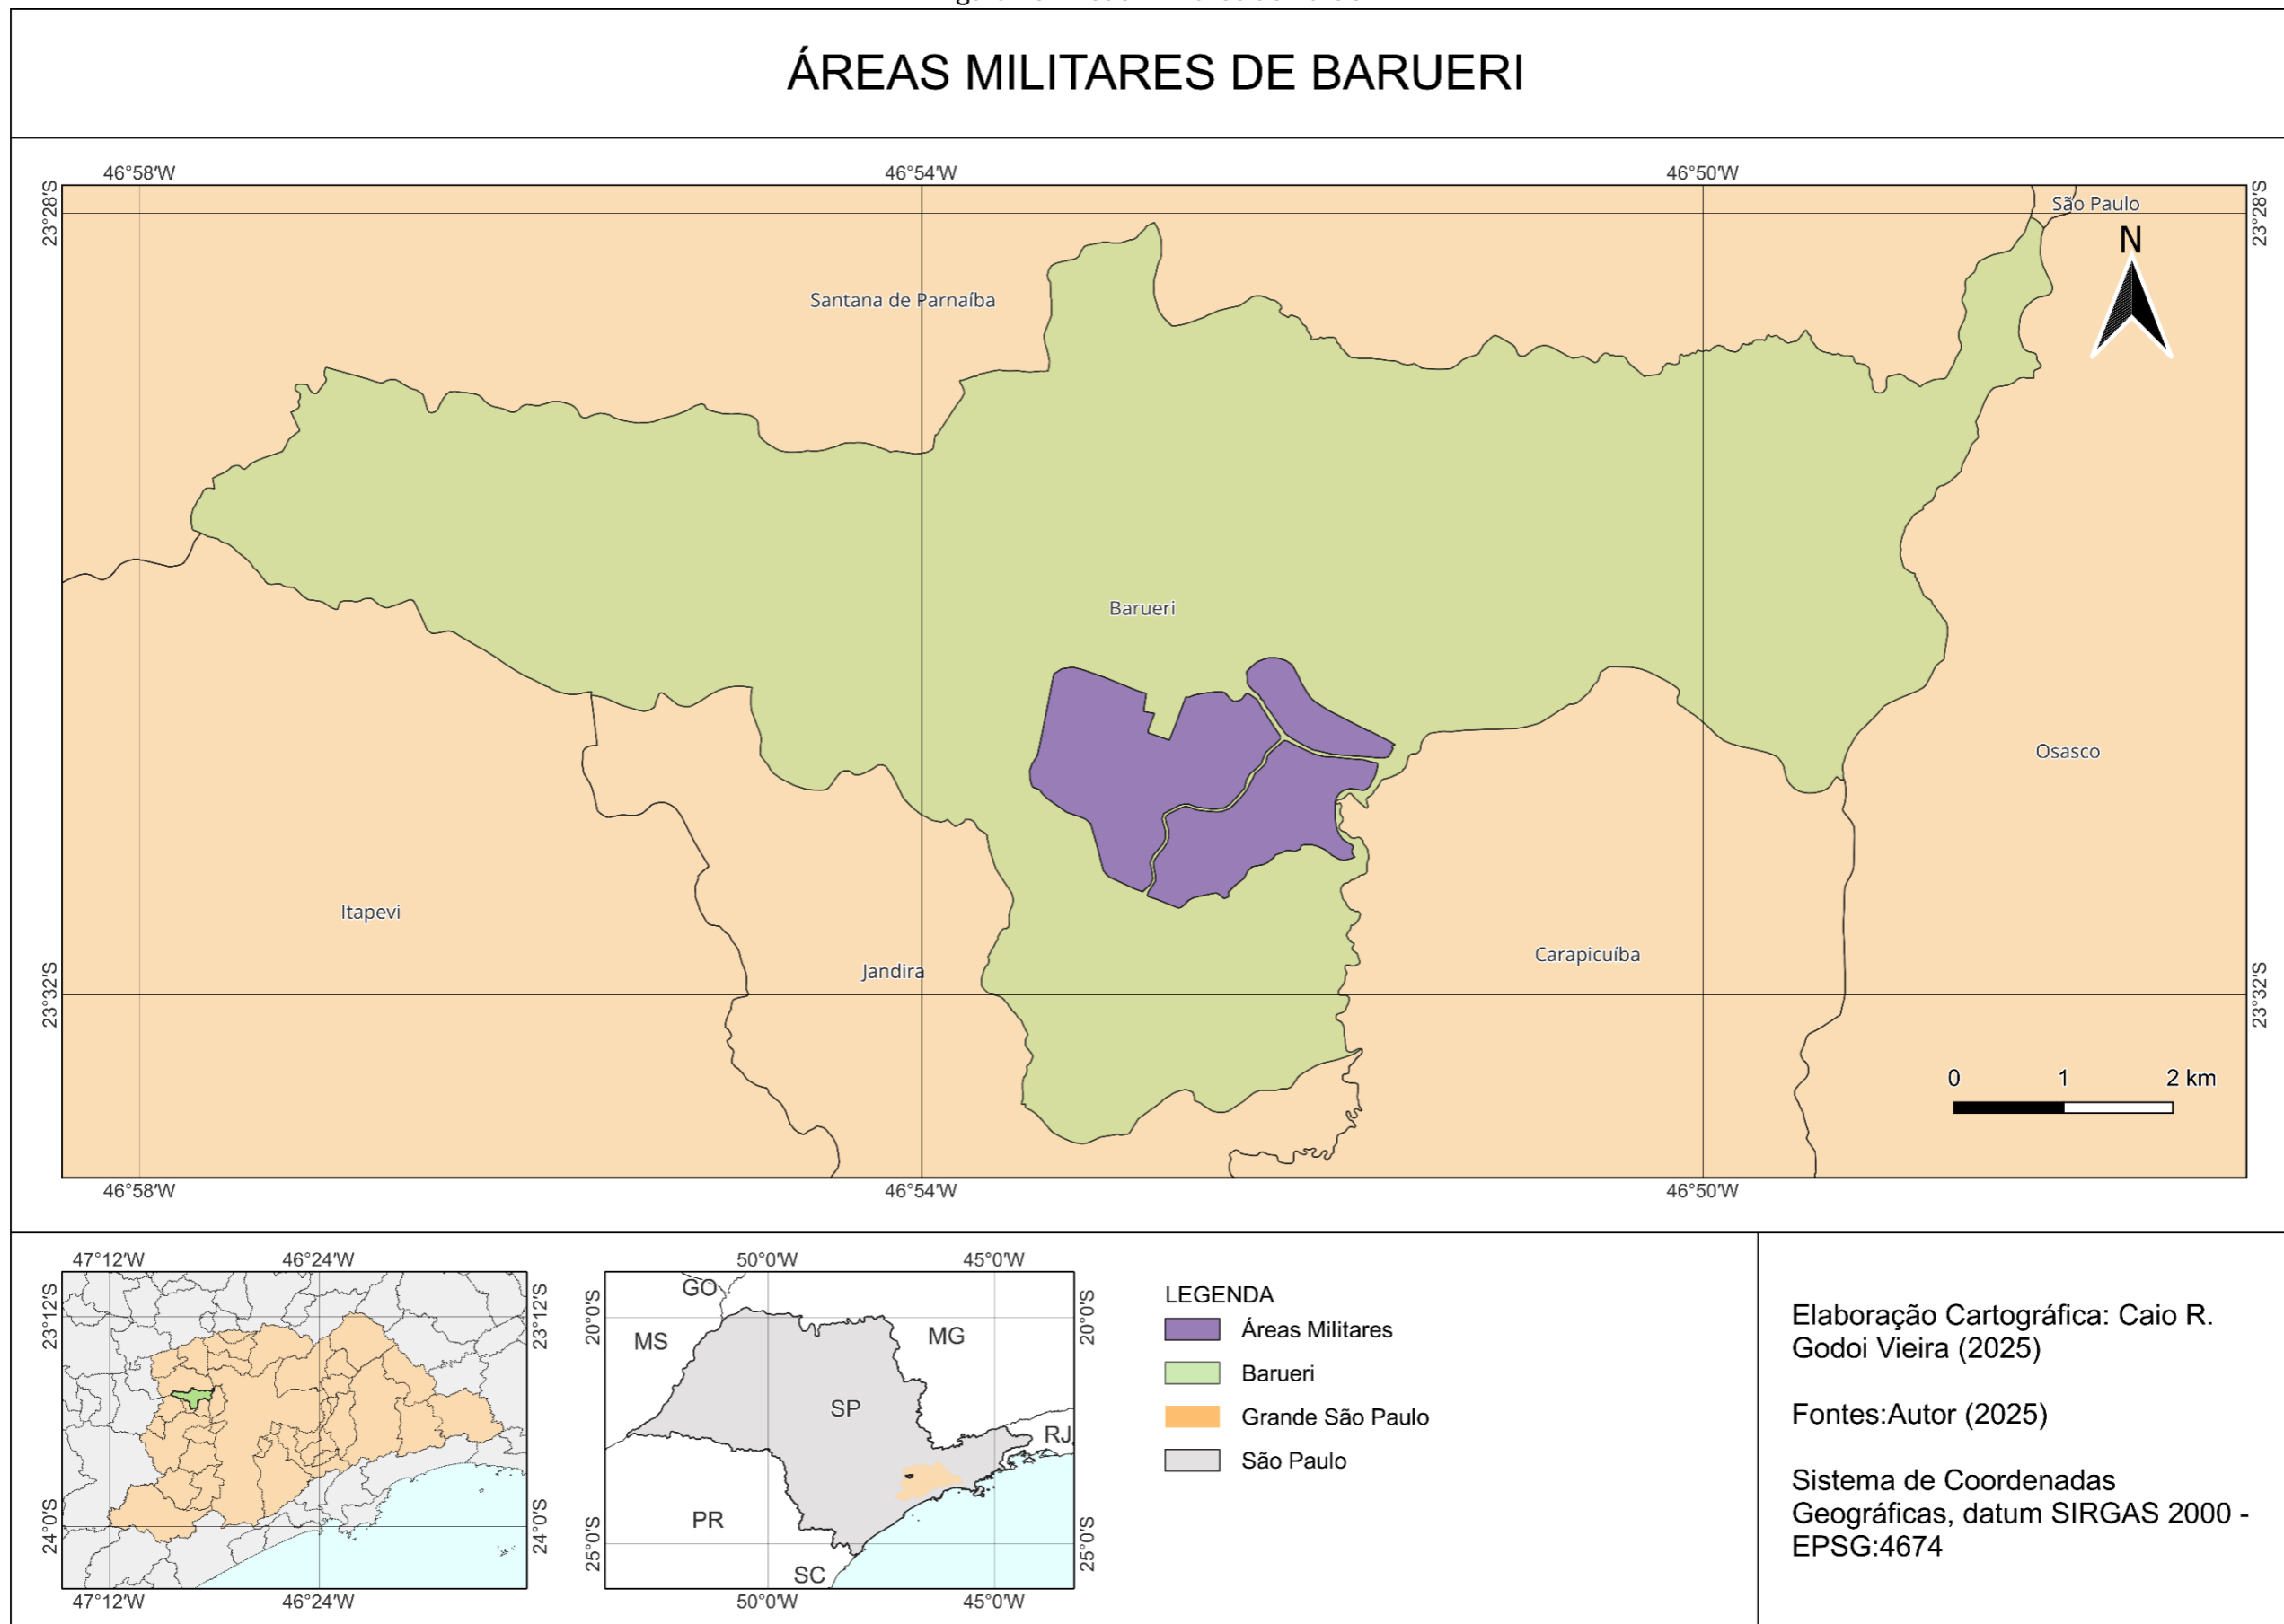 ÁREAS MILITARES DE BARUERI
46°58'W 46°54'W 46°50'W
23°28'S 23°28'S
São Paulo
N
Santana de Parnaíba
Barueri
Osasco
Itapevi
Carapicuíba
Jandira
23°32'S 23°32'S
0 1 2 km
46°58'W 46°54'W 46°50'W
47°12'W 46°24'W
23°12'S 23°12'S
24°0'S 24°0'S
47°12'W 46°24'W
50°0'W 45°0'W
GO
20°0'S 20°0'S
MS MG
SP
RJ
PR
25°0'S 25°0'S
SC
50°0'W 45°0'W
LEGENDA
Áreas Militares
Barueri
Grande São Paulo
São Paulo
Elaboração Cartográfica: Caio R.
Godoi Vieira (2025)
Fontes:Autor (2025)
Sistema de Coordenadas
Geográficas, datum SIRGAS 2000 -
EPSG:4674